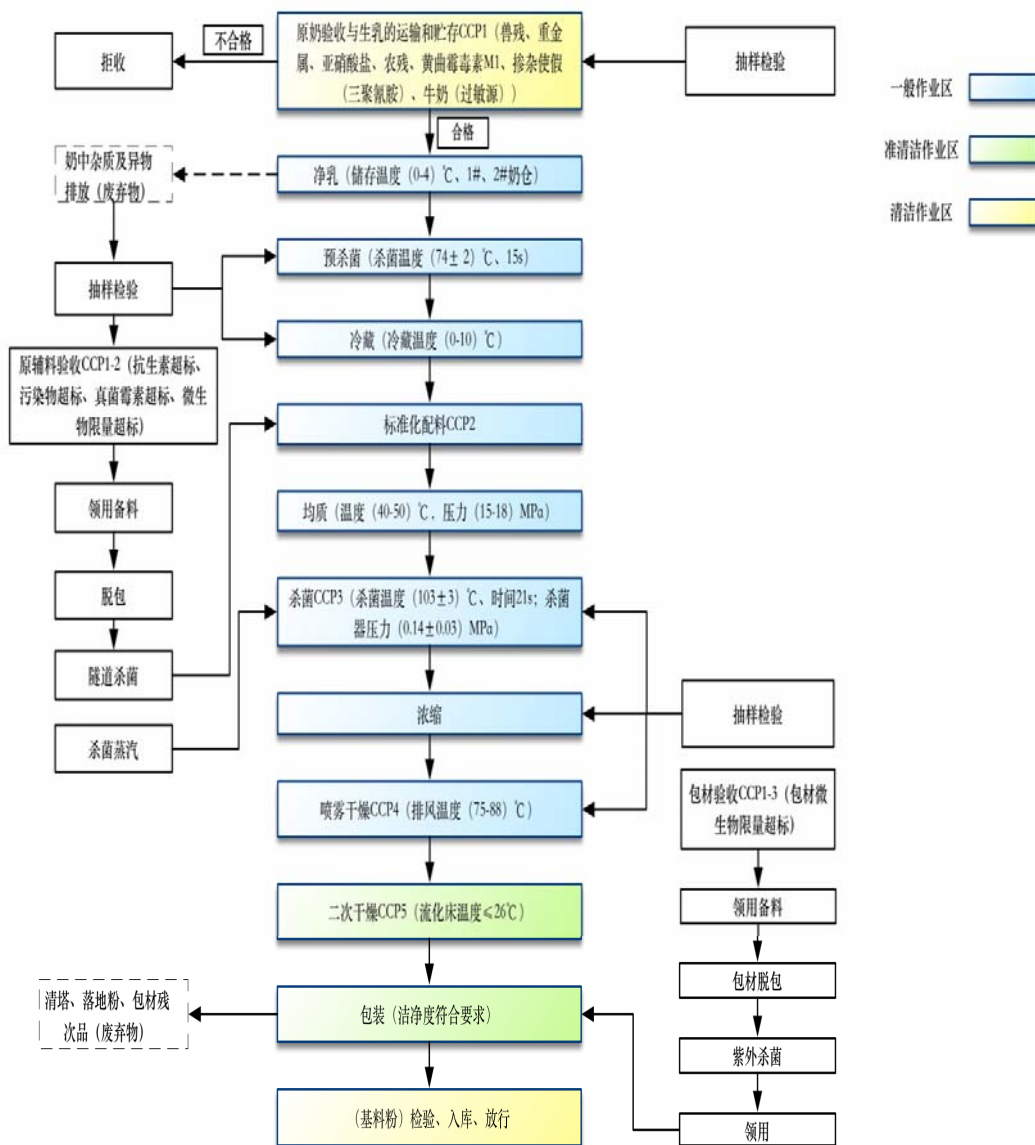 拒收
不合格
原奶验收与生乳的运输和贮存CCP1（兽残、重金
属、亚硝酸盐、农残、黄曲霉毒素M1、掺杂使假
（三聚氰胺）、牛奶（过敏源））
抽样检验
合格
一般作业区
准清洁作业区
清洁作业区
奶中杂质及异物
排放（废弃物）
净乳（储存温度（0-4）℃、1#、2#奶仓）
预杀菌（杀菌温度（74±2）℃、15s）
抽样检验
冷藏（冷藏温度（0-10）℃）
原辅料验收CCP1-2（抗生素超标、
污染物超标、真菌霉素超标、微生
物限量超标）
标准化配料CCP2
领用备料
均质（温度（40-50）℃，压力（15-18）MPa）
脱包
杀菌CCP3（杀菌温度（103±3）℃、时间21s；杀菌
器压力（0.14±0.03）MPa）
隧道杀菌
浓缩
抽样检验
杀菌蒸汽
喷雾干燥CCP4（排风温度（75-88）℃）
包材验收CCP1-3（包材微
生物限量超标）
二次干燥CCP5（流化床温度≤26℃）
领用备料
包材脱包
清塔、落地粉、包材残
次品（废弃物）
包装（洁净度符合要求）
紫外杀菌
（基料粉）检验、入库、放行
领用